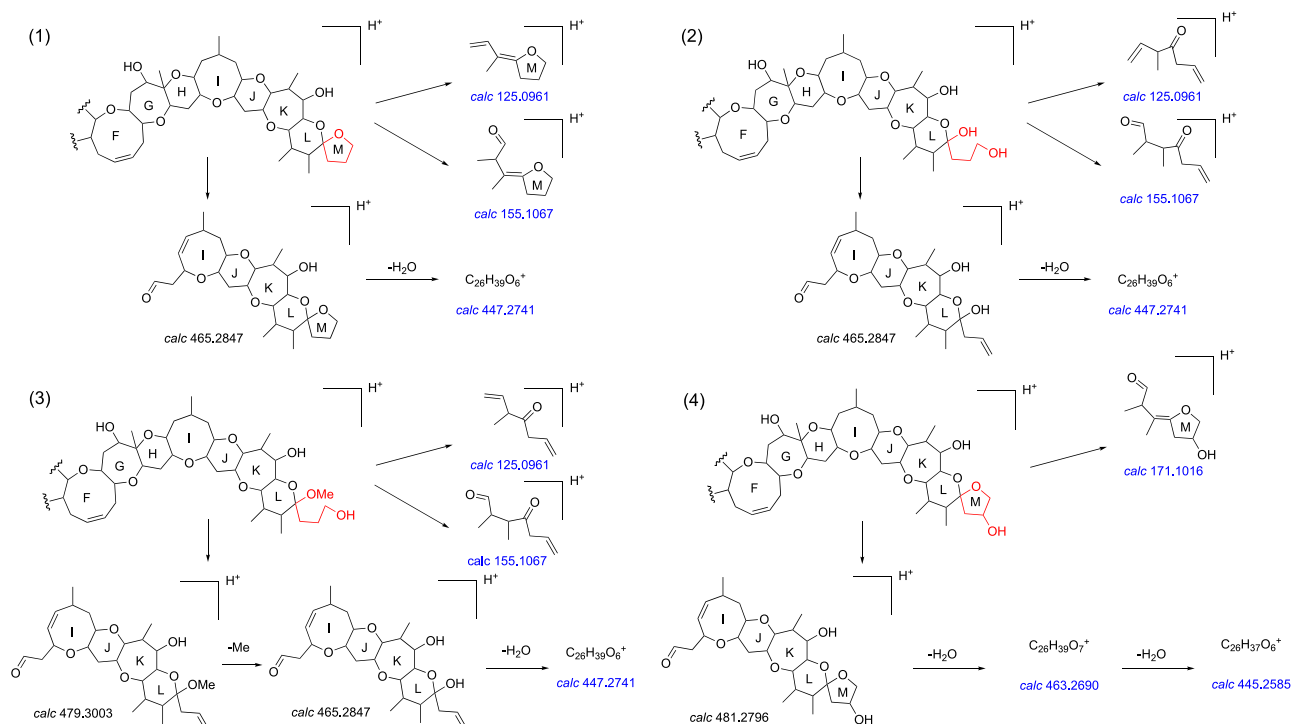 (1)
H⁺
HO
O
O
I
O
G
H
J
K
OH
O
O
O
O
F
L
O
M
H⁺
O
M
calc 125.0961
H⁺
O
O
M
calc 155.1067
H⁺
I
O
O
O
J
K
OH
O
O
L
O
M
calc 465.2847
-H₂O
C₂₆H₃₉O₆⁺
calc 447.2741
(2)
H⁺
HO
O
O
I
O
G
H
J
K
OH
O
O
O
O
F
L
OH
OH
H⁺
O
calc 125.0961
H⁺
O
O
calc 155.1067
H⁺
I
O
O
O
J
K
OH
O
O
L
OH
calc 465.2847
-H₂O
C₂₆H₃₉O₆⁺
calc 447.2741
(3)
H⁺
HO
O
O
I
O
G
H
J
K
OH
O
O
O
O
F
L
OMe
OH
H⁺
O
calc 125.0961
H⁺
O
O
calc 155.1067
H⁺
I
O
O
O
J
K
OH
O
O
L
OMe
calc 479.3003
-Me
H⁺
I
O
O
O
J
K
OH
O
O
L
OH
calc 465.2847
-H₂O
C₂₆H₃₉O₆⁺
calc 447.2741
(4)
H⁺
HO
O
O
I
O
G
H
J
K
OH
O
O
O
O
F
L
O
M
OH
H⁺
O
O
M
OH
calc 171.1016
H⁺
I
O
O
O
J
K
OH
O
O
L
O
M
OH
calc 481.2796
-H₂O
C₂₆H₃₉O₇⁺
calc 463.2690
-H₂O
C₂₆H₃₇O₆⁺
calc 445.2585